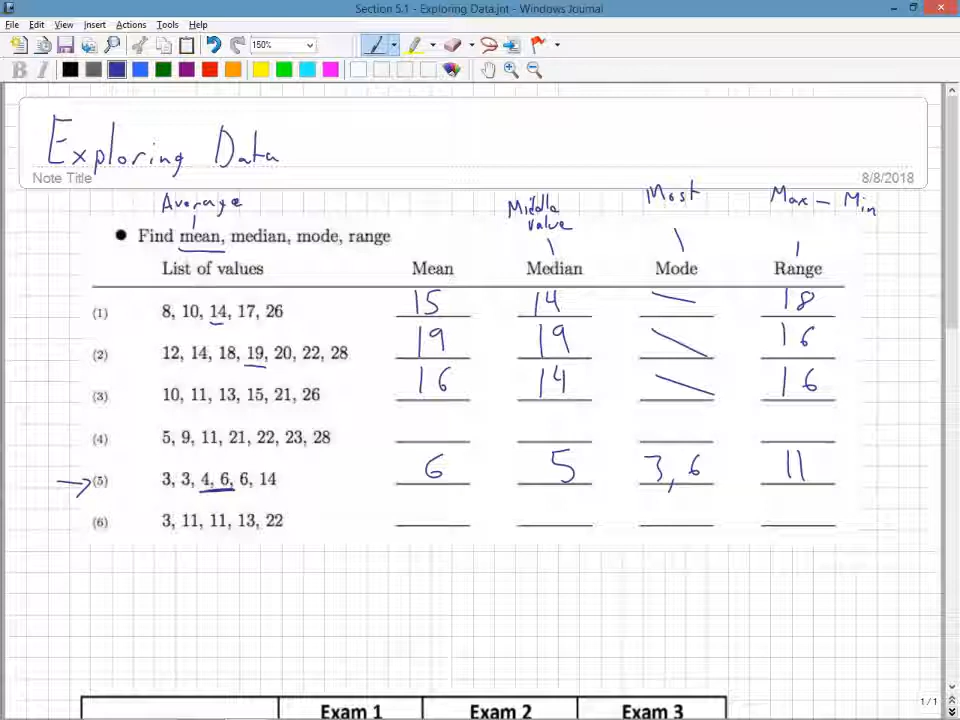 Section 5.1 - Exploring Data.jnt - Windows Journal
File Edit View Insert Actions Tools Help
150%
B I
Exploring Data
Note Title
8/8/2018
Average
Middle value
Most
Max - Min
Find mean, median, mode, range
List of values Mean Median Mode Range
(1) 8, 10, 14, 17, 26 15 14 18
(2) 12, 14, 18, 19, 20, 22, 28 19 19 16
(3) 10, 11, 13, 15, 21, 26 16 14 16
(4) 5, 9, 11, 21, 22, 23, 28
(5) 3, 3, 4, 6, 6, 14 6 5 3, 6 11
(6) 3, 11, 11, 13, 22
Exam 1 Exam 2 Exam 3
1 / 1